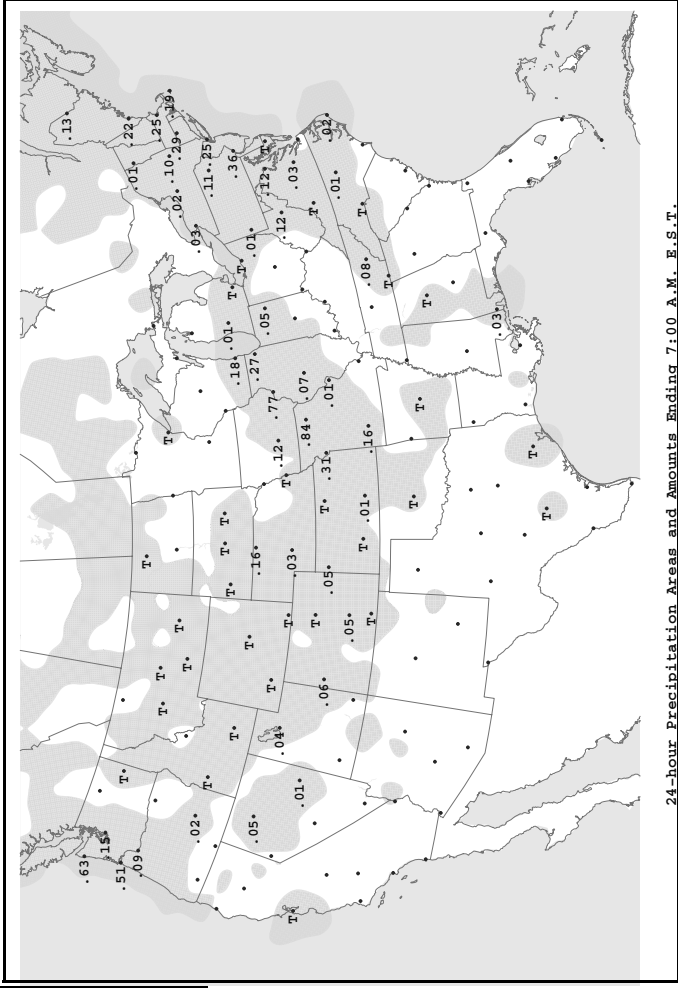 .13
.22
.25
.19
.01
.10
.29
.02
.11
.25
.36
.03
.12
T
.03
.02
.01
.12
T
T
.01
T
T
.08
T
T
.03
.01
.05
.18
.27
.77
.07
.01
T
.12
.84
.16
T
.31
T
T
T
T
T
.01
T
T
T
.16
.03
T
T
.05
T
T
T
.05
T
T
T
T
T
T
.06
T
.04
T
T
.01
.02
.05
.63
.15
.51
.09
T
24-hour Precipitation Areas and Amounts Ending 7:00 A.M. E.S.T.